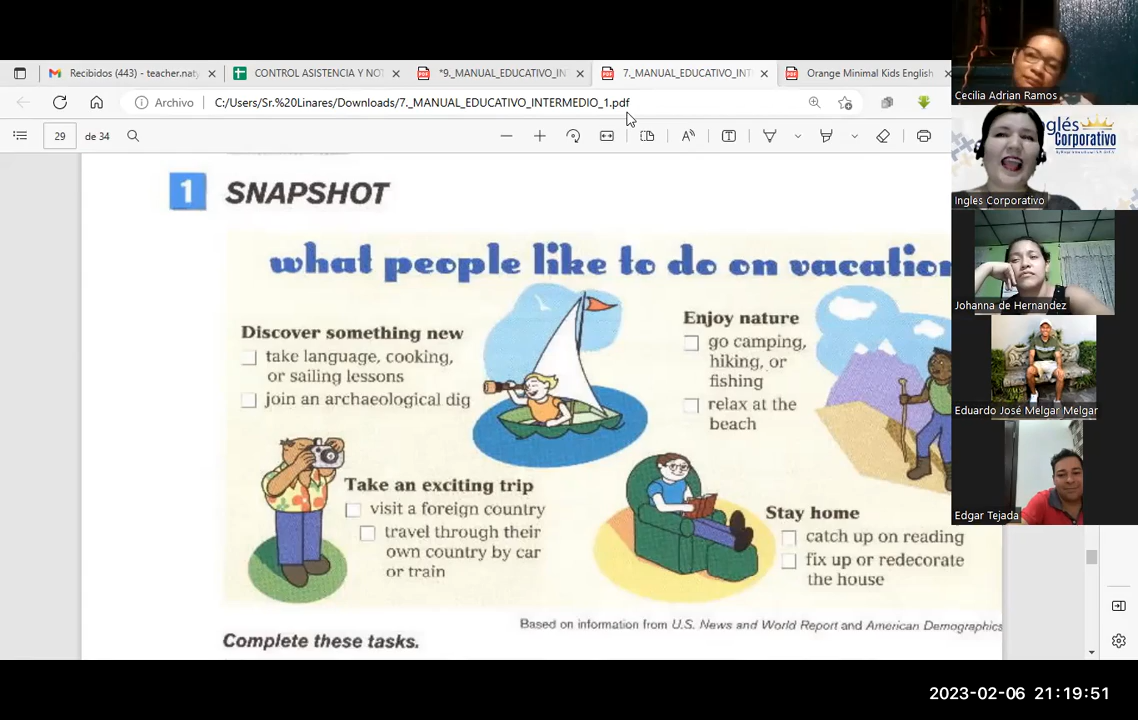 Recibidos (443) - teacher.naty
CONTROL ASISTENCIA Y NOT
*9._MANUAL_EDUCATIVO_IN
7._MANUAL_EDUCATIVO_INT
Orange Minimal Kids English
Archivo
C:/Users/Sr.%20Linares/Downloads/7._MANUAL_EDUCATIVO_INTERMEDIO_1.pdf
29 de 34
1 SNAPSHOT
what people like to do on vacation
Discover something new
take language, cooking,
or sailing lessons
join an archaeological dig
Enjoy nature
go camping,
hiking, or
fishing
relax at the
beach
Take an exciting trip
visit a foreign country
travel through their
own country by car
or train
Stay home
catch up on reading
fix up or redecorate
the house
Based on information from U.S. News and World Report and American Demographics
Complete these tasks.
Cecilia Adrian Ramos
Inglés
Corporativo
Ingles Corporativo
Johanna de Hernandez
Eduardo José Melgar Melgar
Edgar Tejada
2023-02-06 21:19:51